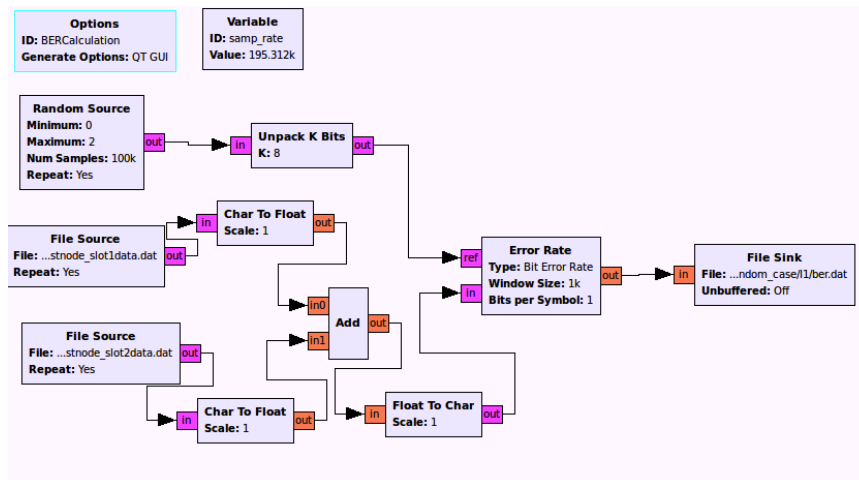 Options
ID: BERCalculation
Generate Options: QT GUI
Variable
ID: samp_rate
Value: 195.312k
Random Source
Minimum: 0
Maximum: 2
Num Samples: 100k
Repeat: Yes
out
in
Unpack K Bits
K: 8
out
in
Char To Float
Scale: 1
out
File Source
File: ...stnode_slot1data.dat
Repeat: Yes
out
ref
in
Error Rate
Type: Bit Error Rate
Window Size: 1k
Bits per Symbol: 1
out
in
File Sink
File: ...ndom_case/l1/ber.dat
Unbuffered: Off
in0
in1
Add
out
File Source
File: ...stnode_slot2data.dat
Repeat: Yes
out
in
Char To Float
Scale: 1
out
in
Float To Char
Scale: 1
out